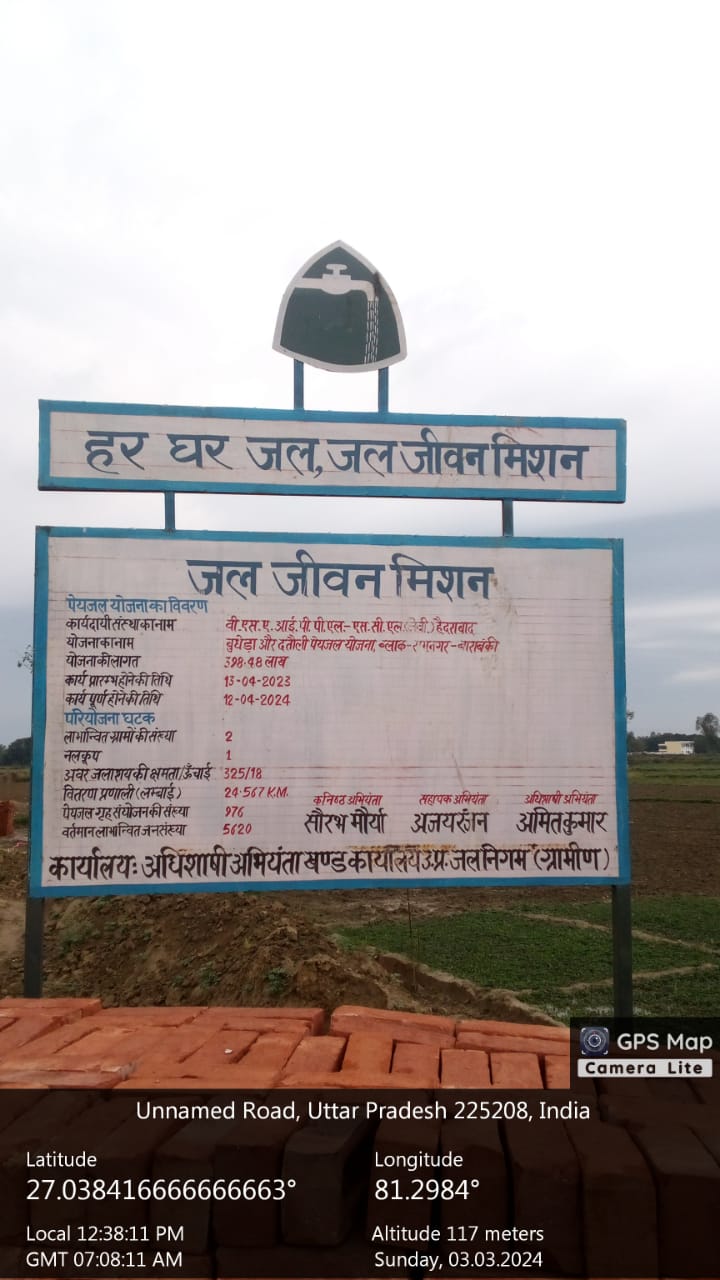 हर घर जल, जल जीवन मिशन
जल जीवन मिशन
पेयजल योजना का विवरण
कार्यदायी संस्था का नाम वी.एस.ए.आई.पी.पी.एल.- एस.सी.एल. हैदराबाद
योजना का नाम बुधेड़ा और दतौली पेयजल योजना, ब्लाक-रामनगर-बाराबंकी
योजना की लागत 398.48 लाख
कार्य प्रारम्भ होने की तिथि 13-04-2023
कार्य पूर्ण होने की तिथि 12-04-2024
परियोजना घटक
लाभान्वित ग्रामों की संख्या 2
नलकूप 1
अवर जलाशय की क्षमता/ऊँचाई 325/18
वितरण प्रणाली (लम्बाई) 24.567 K.M.
पेयजल गृह संयोजन की संख्या 976
वर्तमान लाभान्वित जनसंख्या 5620
कनिष्ठ अभियंता सहायक अभियंता अधिशाषी अभियंता
सौरभ मौर्या अजय रंजन अमित कुमार
कार्यालयः अधिशाषी अभियंता खण्ड कार्यालय उ.प्र. जल निगम (ग्रामीण)
GPS Map
Camera Lite
Unnamed Road, Uttar Pradesh 225208, India
Latitude Longitude
27.038416666666663° 81.2984°
Local 12:38:11 PM Altitude 117 meters
GMT 07:08:11 AM Sunday, 03.03.2024